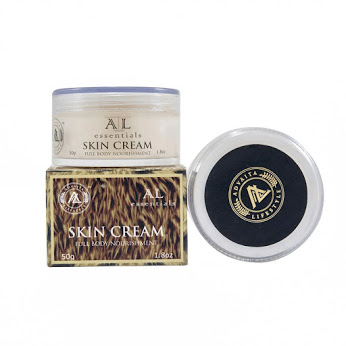 A|L
essentials
50g SKIN CREAM 1.8oz
FULL BODY NOURISHMENT
AL
essentials
SKIN CREAM
FULL BODY NOURISHMENT
50g 1.8oz
ADVAITA
LIFESTYLE